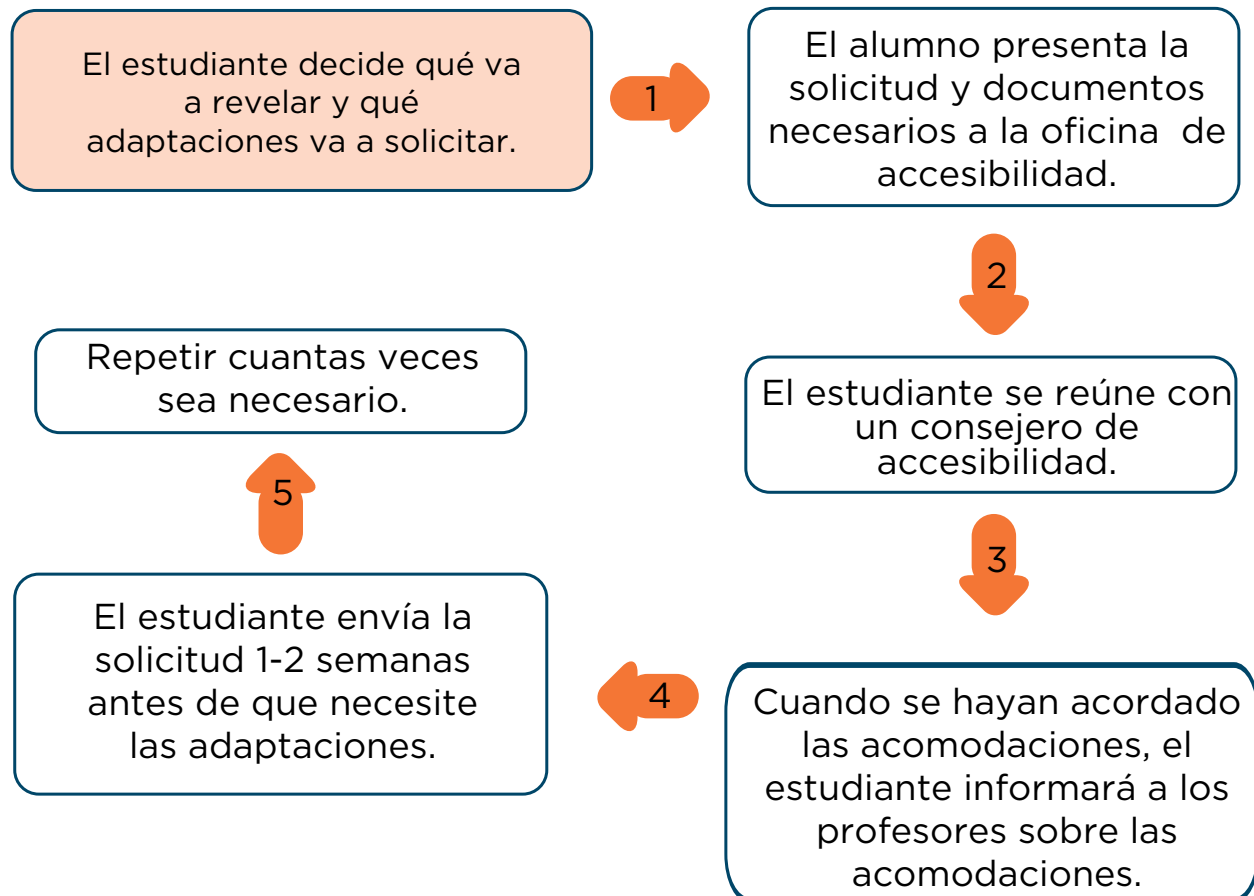 El estudiante decide qué va
a revelar y qué
adaptaciones va a solicitar.
1
El alumno presenta la
solicitud y documentos
necesarios a la oficina de
accesibilidad.
2
El estudiante se reúne con
un consejero de
accesibilidad.
3
Cuando se hayan acordado
las acomodaciones, el
estudiante informará a los
profesores sobre las
acomodaciones.
4
El estudiante envía la
solicitud 1-2 semanas
antes de que necesite
las adaptaciones.
5
Repetir cuantas veces
sea necesario.